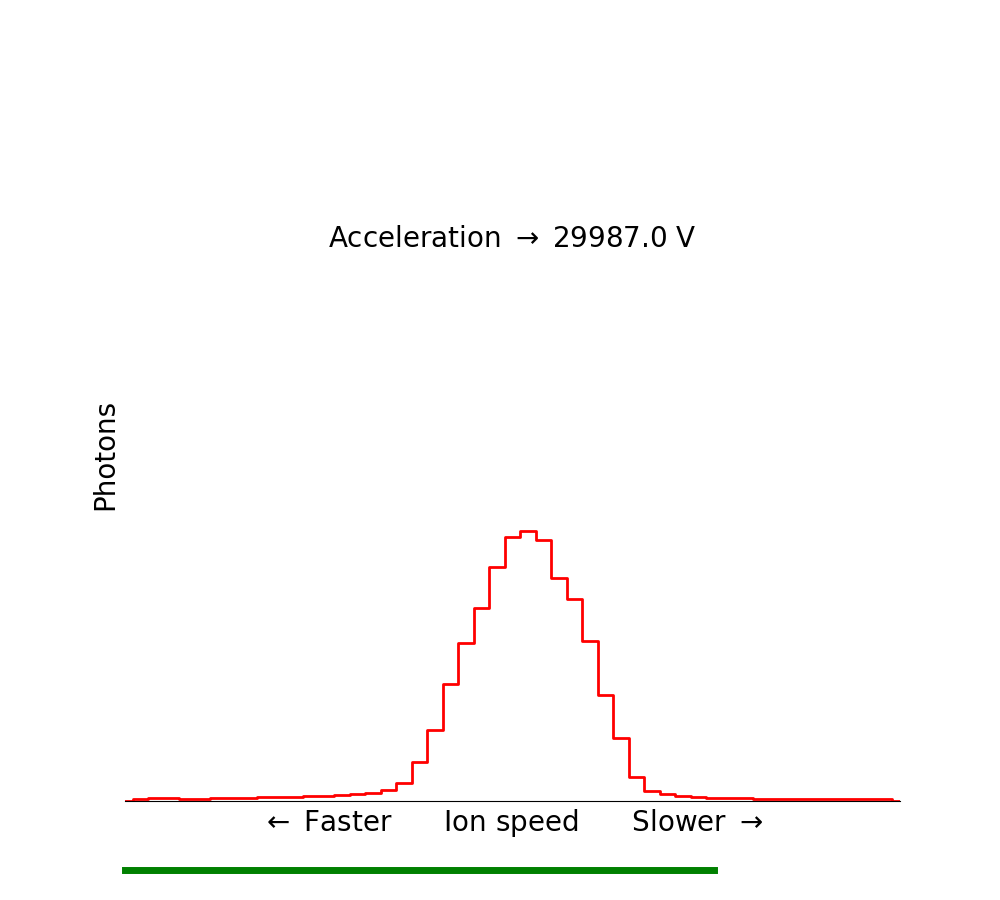 Acceleration → 29987.0 V
Photons
← Faster Ion speed Slower →